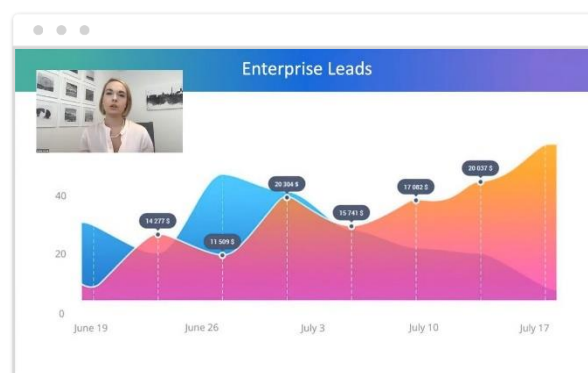 Enterprise Leads
40
20
0
14 277 $
11 509 $
20 304 $
15 741 $
17 082 $
20 037 $
June 19
June 26
July 3
July 10
July 17